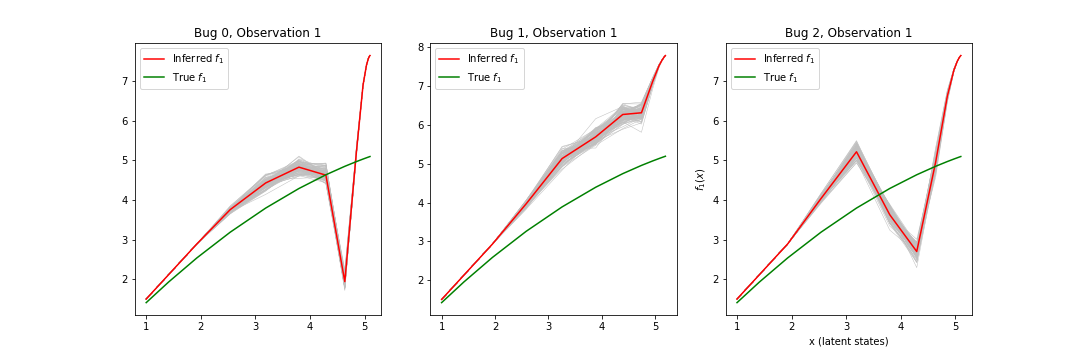 Bug 0, Observation 1
Inferred f₁
True f₁
7
6
5
4
3
2
1 2 3 4 5
Bug 1, Observation 1
Inferred f₁
True f₁
8
7
6
5
4
3
2
1 2 3 4 5
Bug 2, Observation 1
Inferred f₁
True f₁
f₁(x)
7
6
5
4
3
2
1 2 3 4 5
x (latent states)